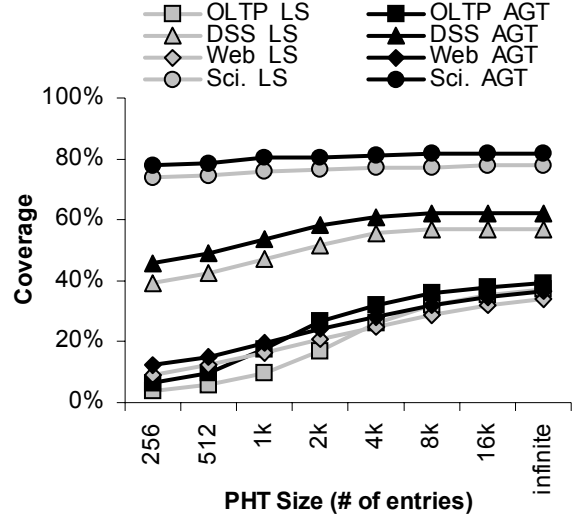 OLTP LS OLTP AGT
DSS LS DSS AGT
Web LS Web AGT
Sci. LS Sci. AGT
100%
80%
60%
40%
20%
0%
Coverage
256 512 1k 2k 4k 8k 16k infinite
PHT Size (# of entries)